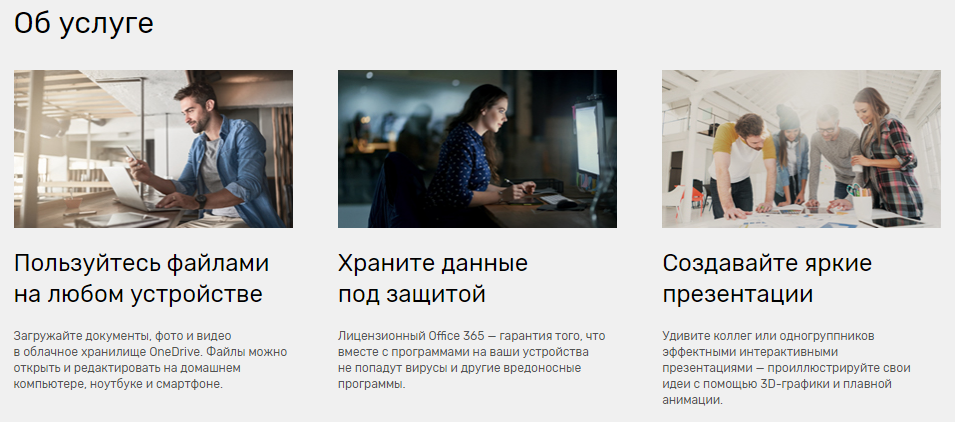 Об услуге
Пользуйтесь файлами
на любом устройстве
Загружайте документы, фото и видео
в облачное хранилище OneDrive. Файлы можно
открыть и редактировать на домашнем
компьютере, ноутбуке и смартфоне.
Храните данные
под защитой
Лицензионный Office 365 — гарантия того, что
вместе с программами на ваши устройства
не попадут вирусы и другие вредоносные
программы.
Создавайте яркие
презентации
Удивите коллег или одногруппников
эффектными интерактивными
презентациями — проиллюстрируйте свои
идеи с помощью 3D-графики и плавной
анимации.